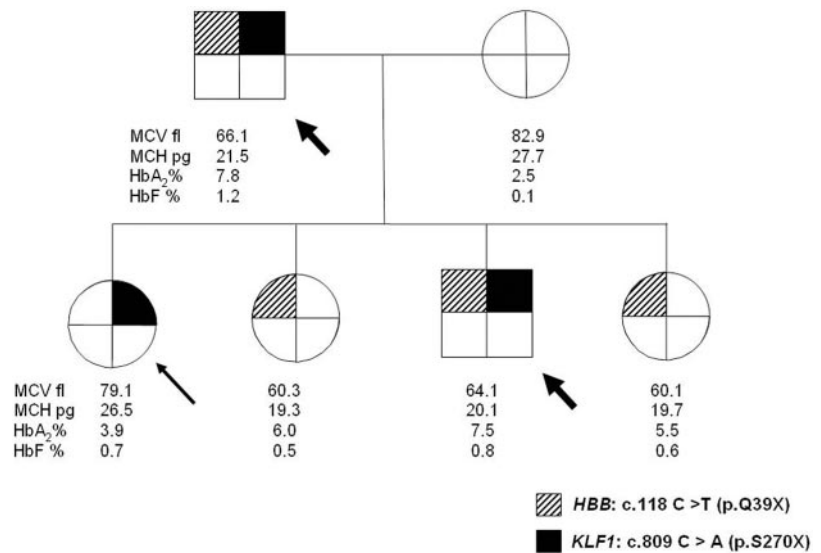 MCV fl 66.1 82.9
MCH pg 21.5 27.7
HbA2% 7.8 2.5
HbF % 1.2 0.1
MCV fl 79.1 60.3 64.1 60.1
MCH pg 26.5 19.3 20.1 19.7
HbA2% 3.9 6.0 7.5 5.5
HbF % 0.7 0.5 0.8 0.6
HBB: c.118 C >T (p.Q39X)
KLF1: c.809 C > A (p.S270X)